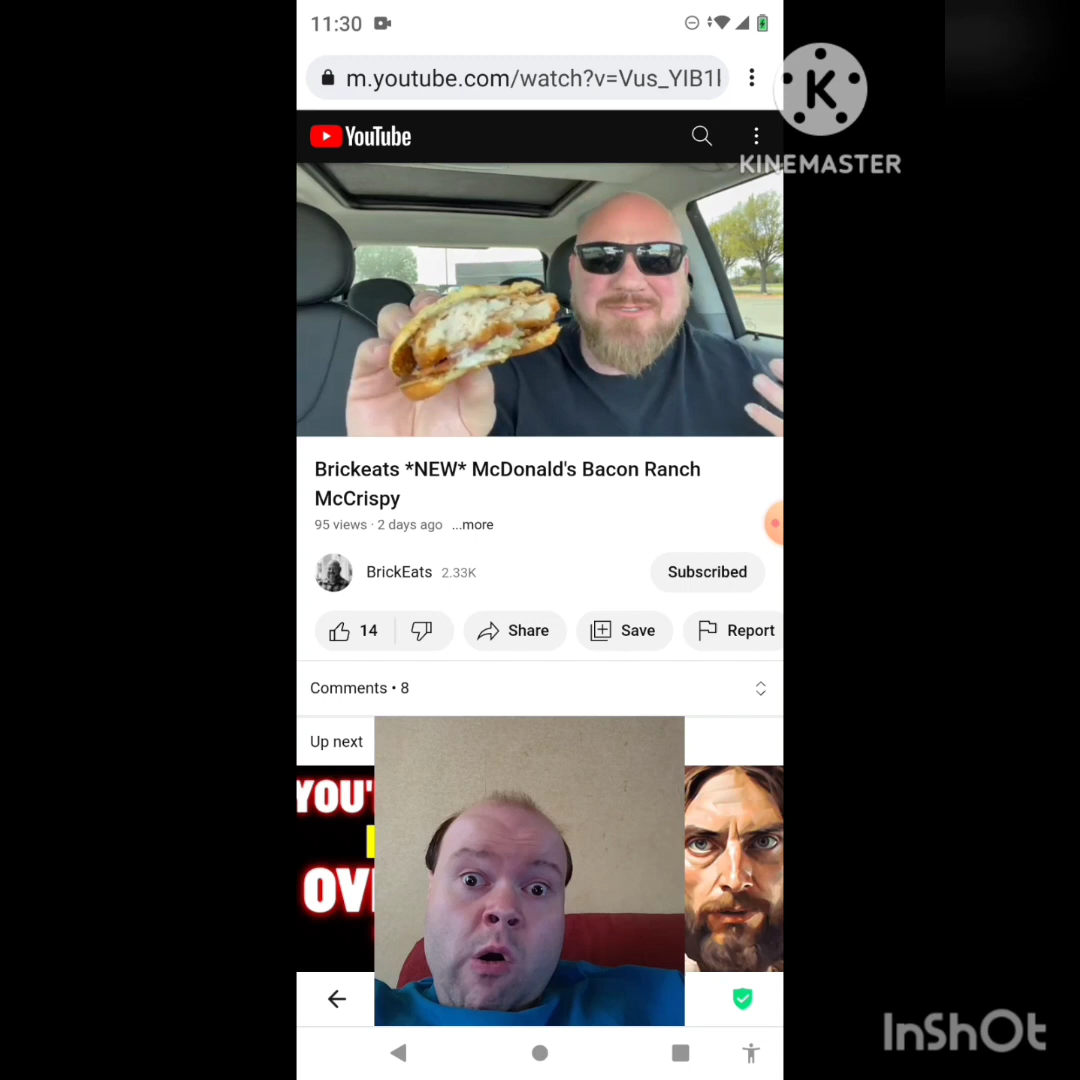 11:30
m.youtube.com/watch?v=Vus_YIB1l
K
KINEMASTER
YouTube
Brickeats *NEW* McDonald's Bacon Ranch
McCrispy
95 views · 2 days ago ...more
BrickEats 2.33K
Subscribed
14
Share
Save
Report
Comments • 8
Up next
YOU'
OV
InShOt